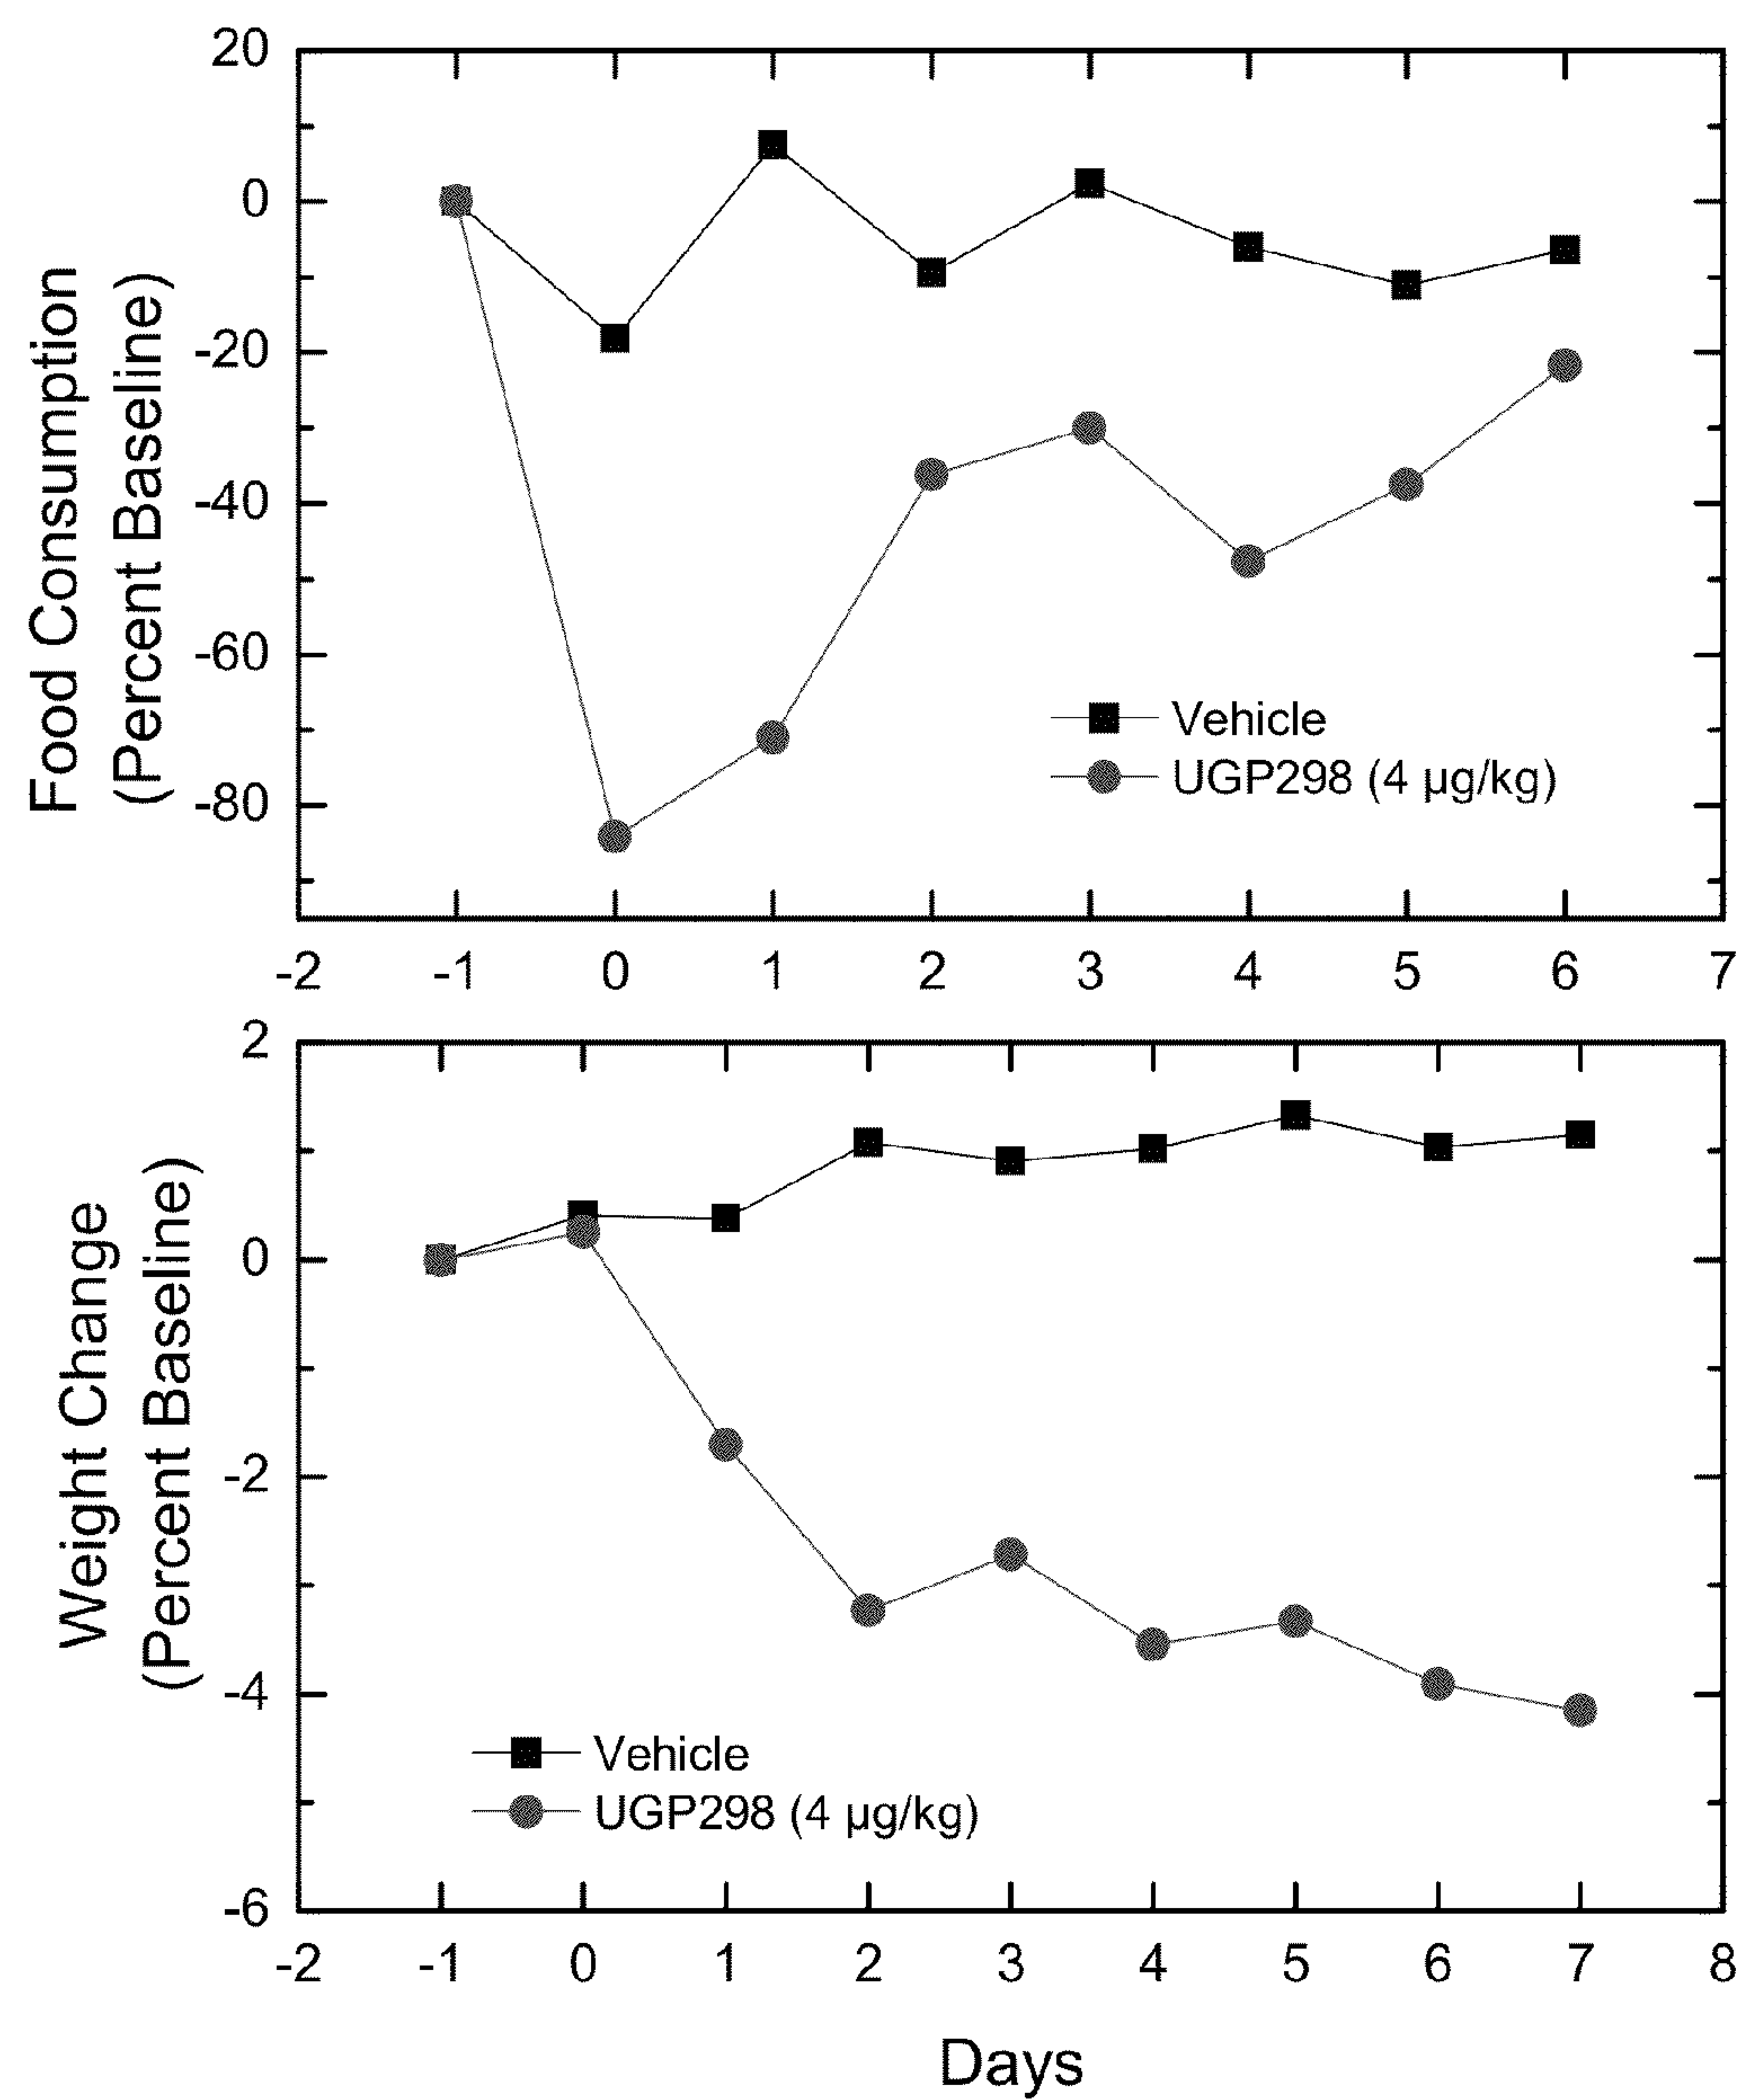 Food Consumption
(Percent Baseline)
20
0
-20
-40
-60
-80
Vehicle
UGP298 (4 µg/kg)
-2 -1 0 1 2 3 4 5 6 7
Weight Change
(Percent Baseline)
2
0
-2
-4
-6
Vehicle
UGP298 (4 µg/kg)
-2 -1 0 1 2 3 4 5 6 7 8
Days